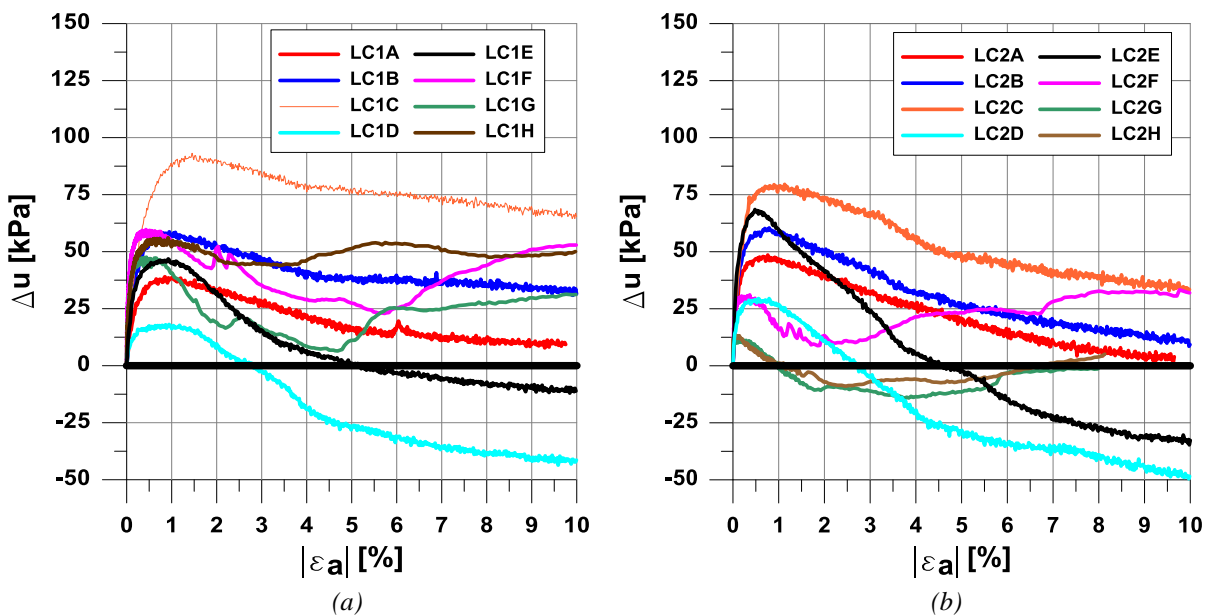 150
125
100
75
50
25
0
-25
-50
Δu [kPa]
LC1A LC1E
LC1B LC1F
LC1C LC1G
LC1D LC1H
0 1 2 3 4 5 6 7 8 9 10
|εa| [%]
(a)
150
125
100
75
50
25
0
-25
-50
Δu [kPa]
LC2A LC2E
LC2B LC2F
LC2C LC2G
LC2D LC2H
0 1 2 3 4 5 6 7 8 9 10
|εa| [%]
(b)